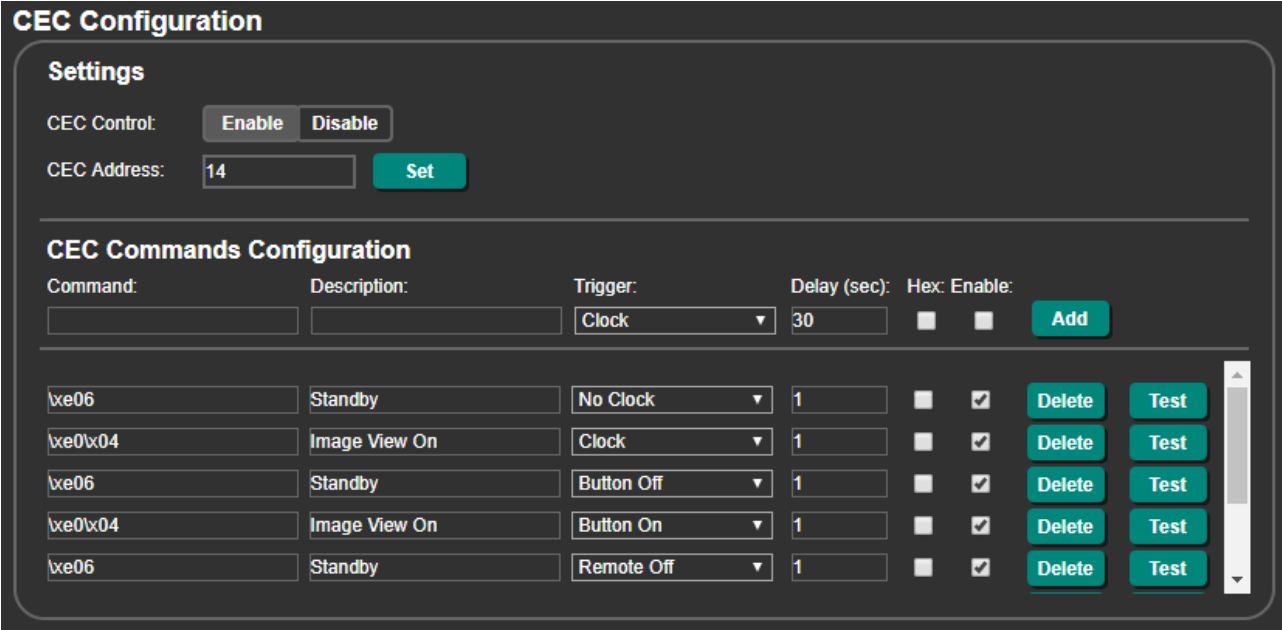 CEC Configuration
Settings
CEC Control: Enable Disable
CEC Address: 14 Set
CEC Commands Configuration
Command: Description: Trigger: Delay (sec): Hex: Enable:
Clock 30 Add
\xe06 Standby No Clock 1 Delete Test
\xe0\x04 Image View On Clock 1 Delete Test
\xe06 Standby Button Off 1 Delete Test
\xe0\x04 Image View On Button On 1 Delete Test
\xe06 Standby Remote Off 1 Delete Test